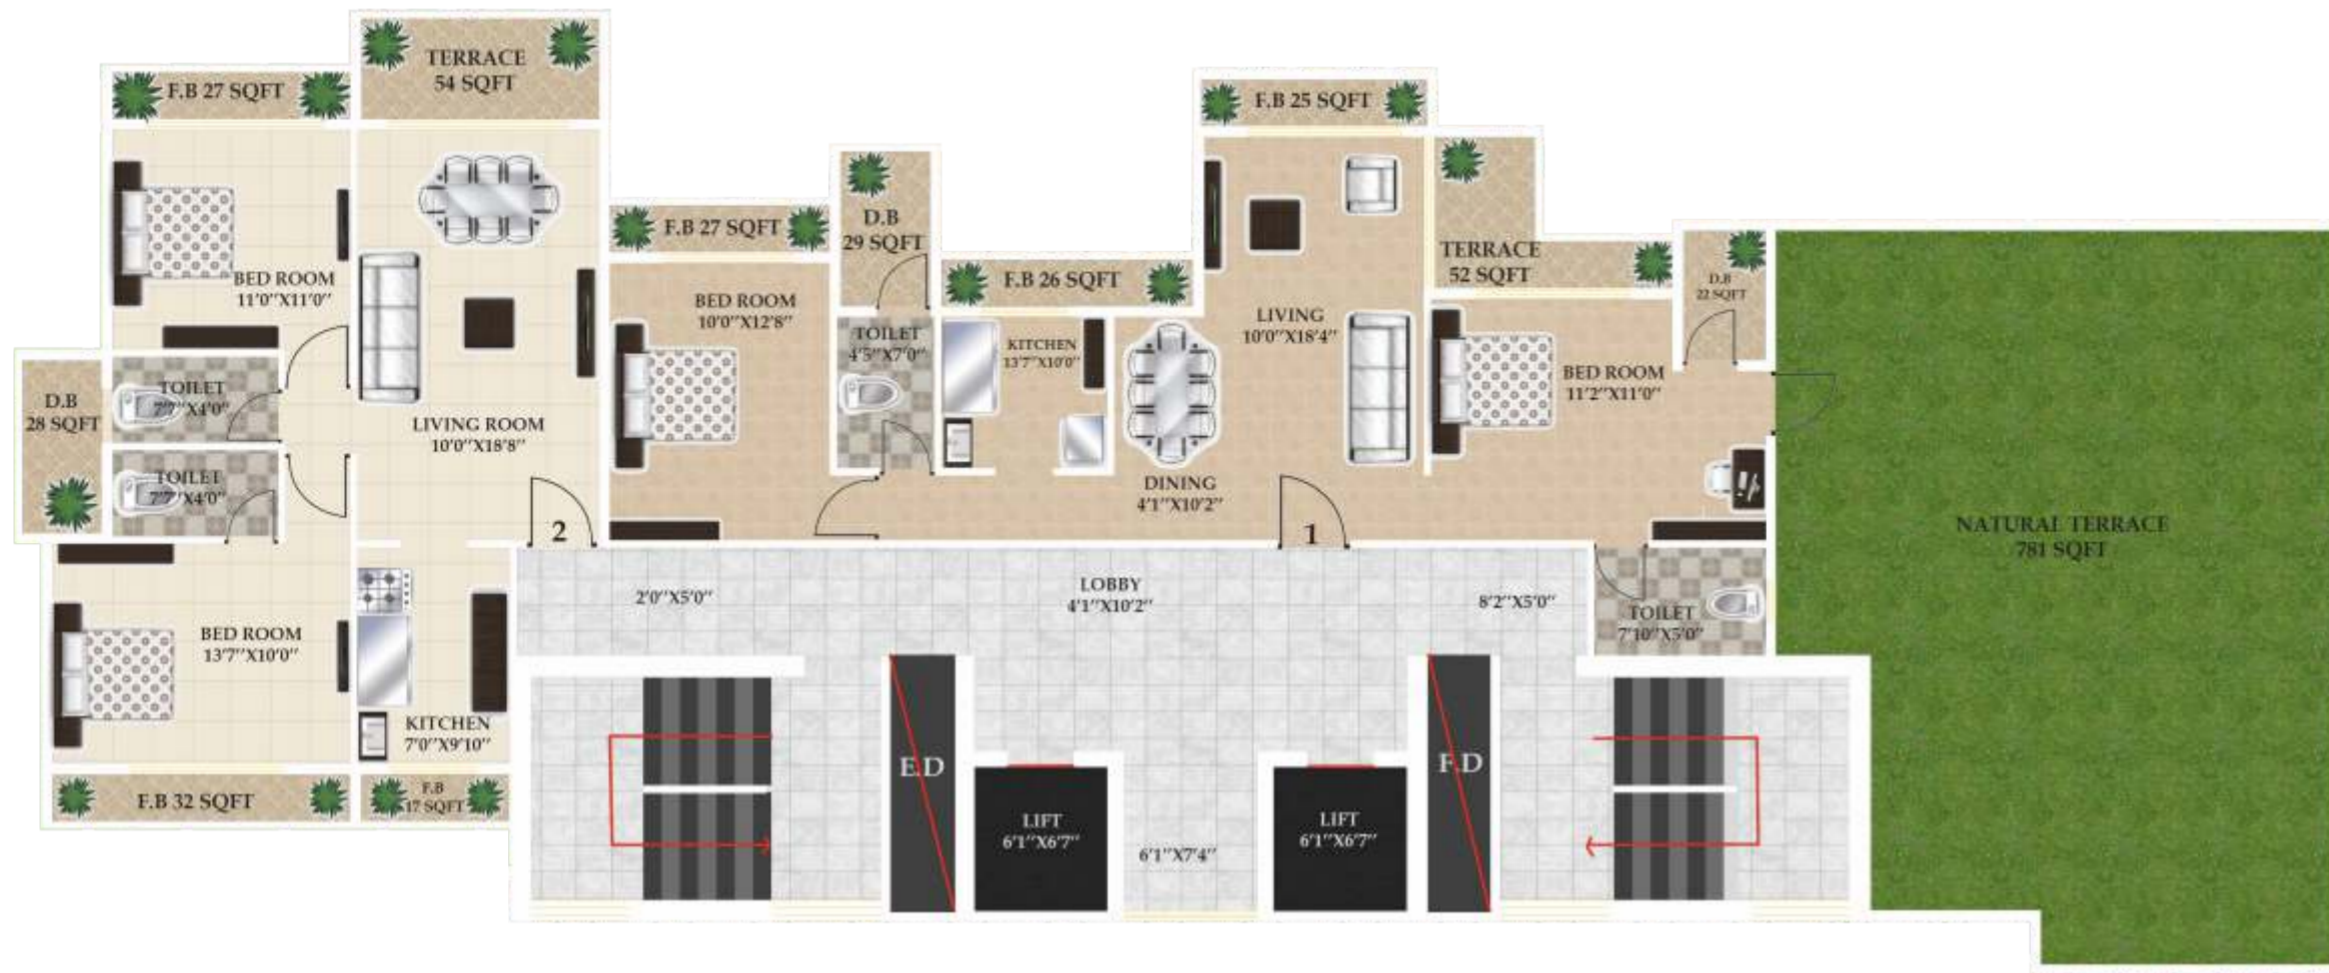 TERRACE
54 SQFT
F.B 27 SQFT
F.B 25 SQFT
D.B
29 SQFT
F.B 27 SQFT
TERRACE
52 SQFT
F.B 26 SQFT
D.B
22 SQFT
BED ROOM
11'0"X11'0"
BED ROOM
10'0"X12'8"
TOILET
4'5"X7'0"
KITCHEN
13'7"X10'0"
LIVING
10'0"X18'4"
BED ROOM
11'2"X11'0"
D.B
28 SQFT
TOILET
7'7"X4'0"
LIVING ROOM
10'0"X18'8"
TOILET
7'7"X4'0"
DINING
4'1"X10'2"
2
1
NATURAL TERRACE
781 SQFT
2'0"X5'0"
LOBBY
4'1"X10'2"
8'2"X5'0"
TOILET
7'10"X5'0"
BED ROOM
13'7"X10'0"
KITCHEN
7'0"X9'10"
E.D
F.D
F.B 32 SQFT
F.B
17 SQFT
LIFT
6'1"X6'7"
LIFT
6'1"X6'7"
6'1"X7'4"